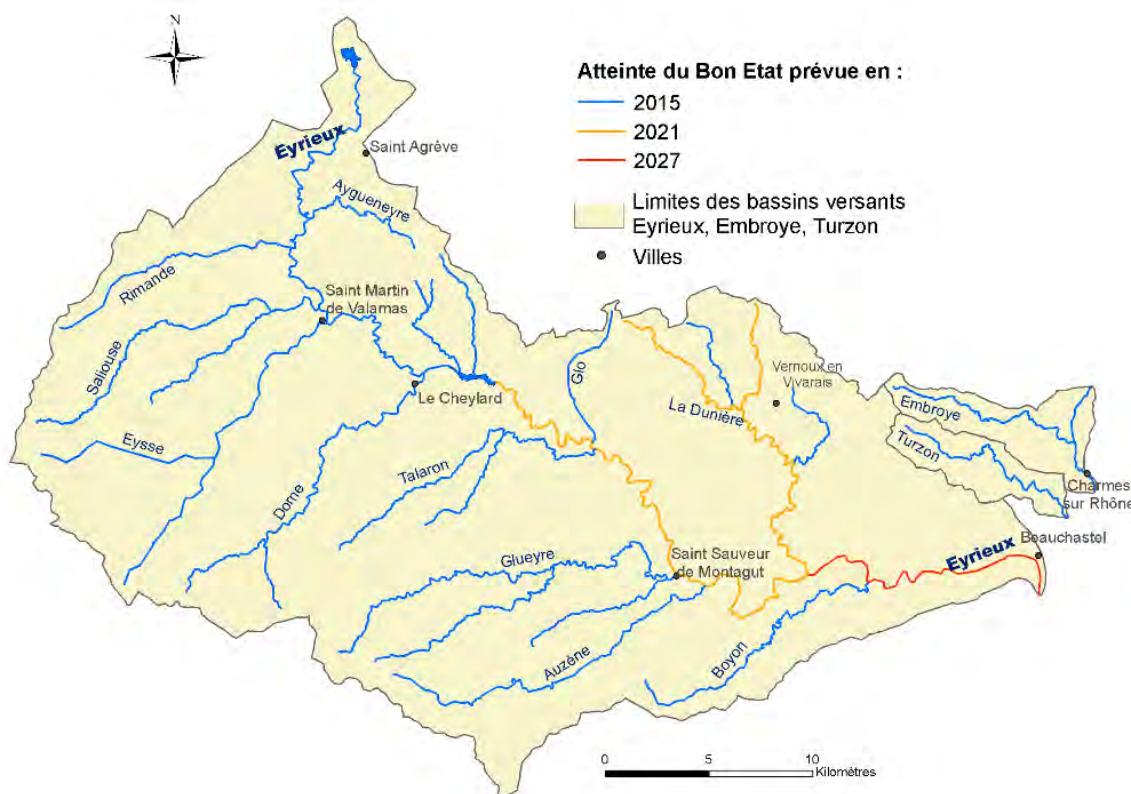 N
Atteinte du Bon Etat prévue en :
2015
2021
2027
Limites des bassins versants
Eyrieux, Embroye, Turzon
Villes
Eyrieux
Saint Agrève
Aygueneyre
Rimande
Saint Martin
de Valamas
Saliouse
Le Cheylard
Glo
Vernoux en
Vivarais
La Dunière
Embroye
Turzon
Charmes
sur Rhône
Eysse
Talaron
Dorne
Beauchastel
Eyrieux
Glueyre
Saint Sauveur
de Montagut
Auzène
Boyon
0 5 10
Kilomètres